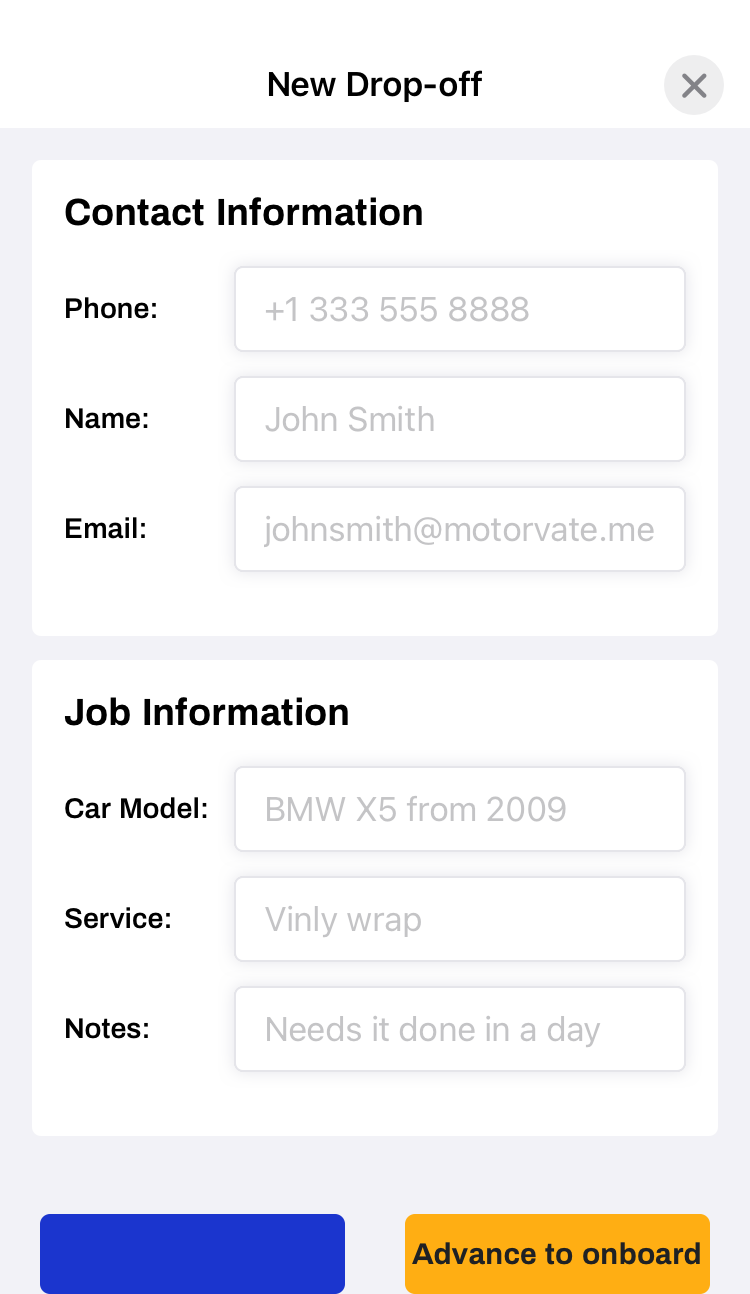 New Drop-off
Contact Information
Phone:
+1 333 555 8888
Name:
John Smith
Email:
johnsmith@motorvate.me
Job Information
Car Model:
BMW X5 from 2009
Service:
Vinly wrap
Notes:
Needs it done in a day
Advance to onboard